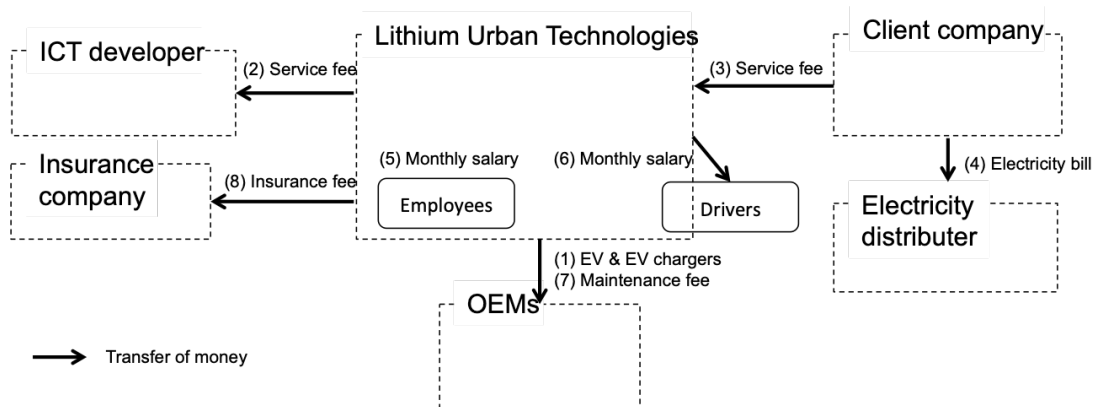 ICT developer
Lithium Urban Technologies
Client company
(2) Service fee
(3) Service fee
Insurance
company
(5) Monthly salary
(6) Monthly salary
(4) Electricity bill
(8) Insurance fee
Employees
Drivers
Electricity
distributer
(1) EV & EV chargers
(7) Maintenance fee
OEMs
Transfer of money